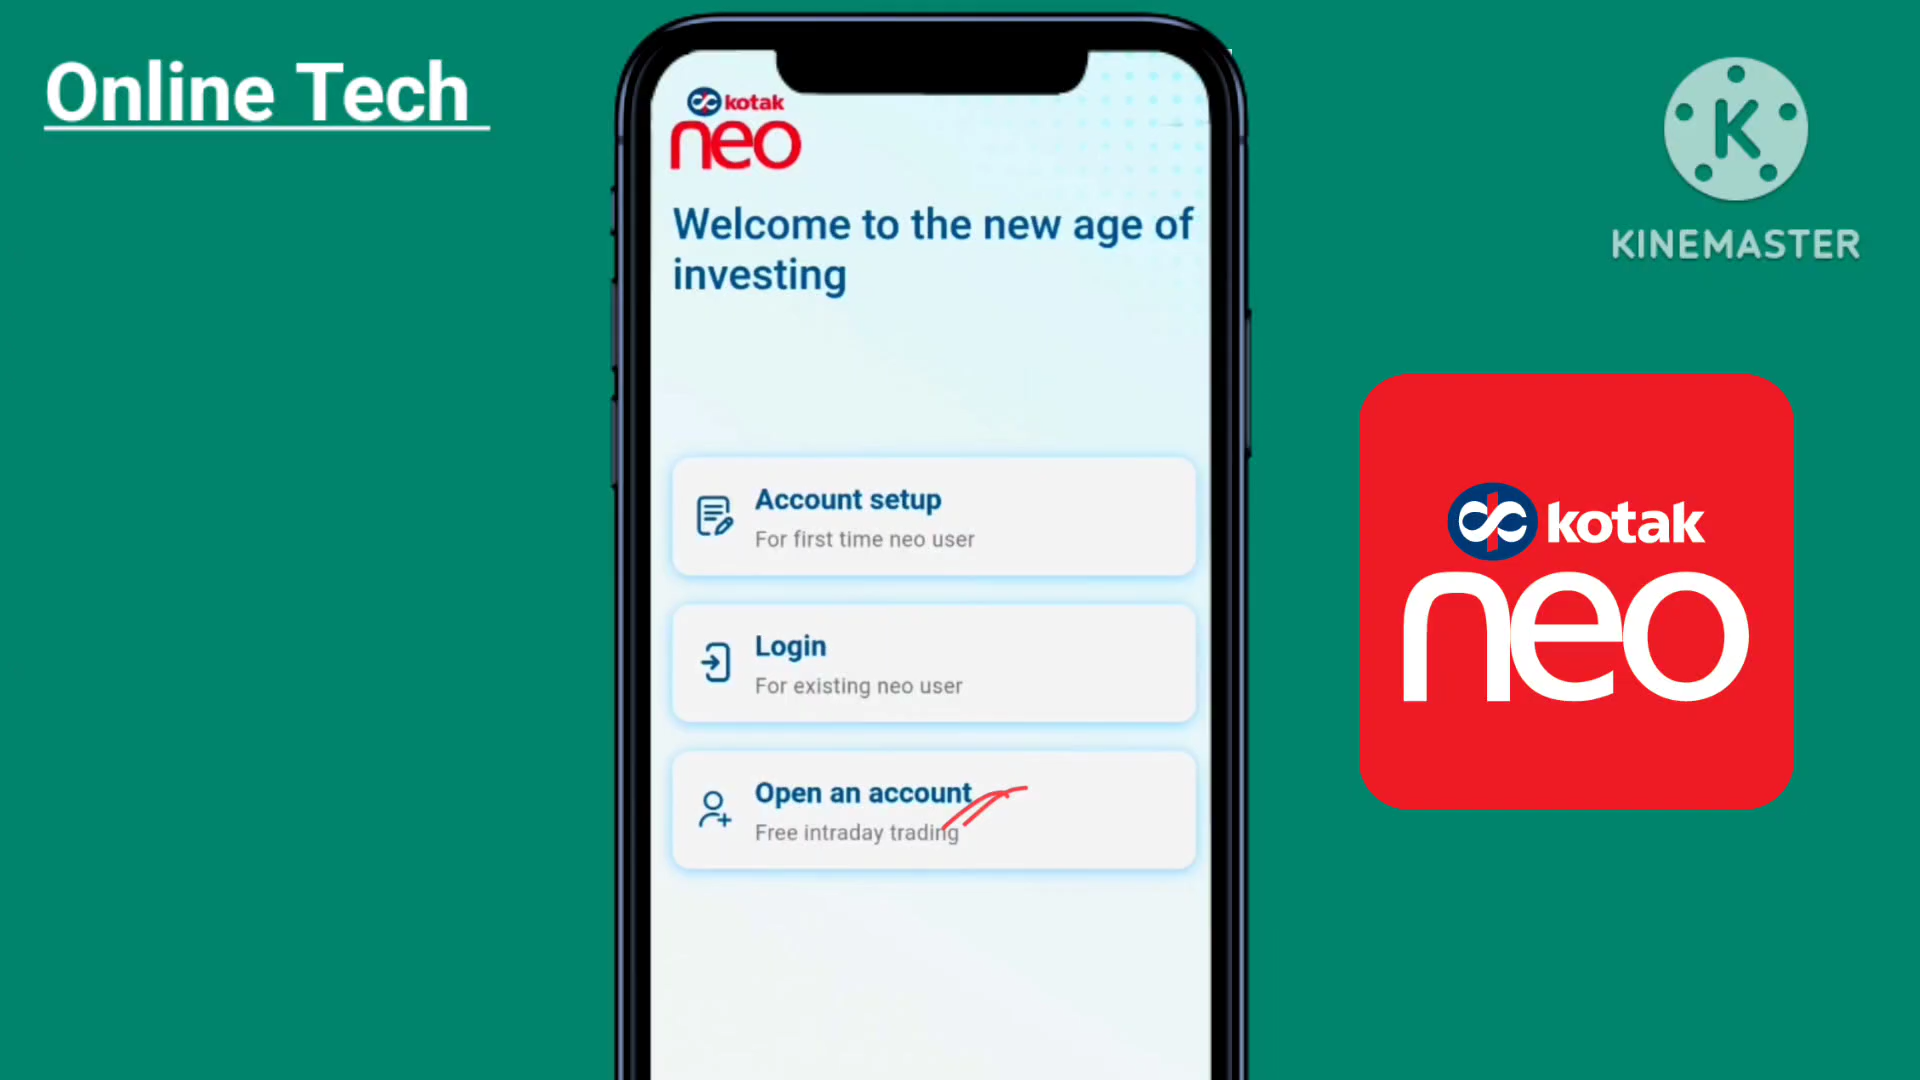 Online Tech
kotak
neo
Welcome to the new age of
investing
Account setup
For first time neo user
Login
For existing neo user
Open an account
Free intraday trading
K
KINEMASTER
kotak
neo